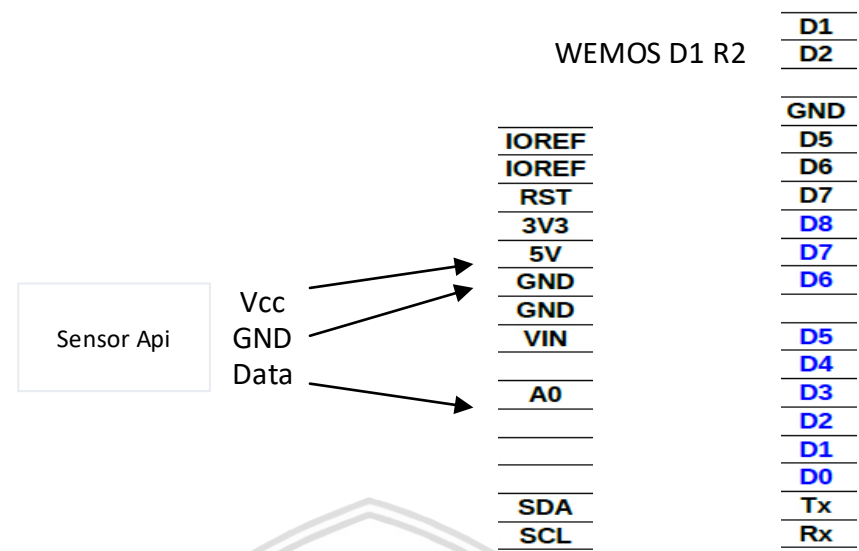 WEMOS D1 R2
Sensor Api
Vcc
GND
Data
IOREF
IOREF
RST
3V3
5V
GND
GND
VIN
A0
SDA
SCL
D1
D2
GND
D5
D6
D7
D8
D7
D6
D5
D4
D3
D2
D1
D0
Tx
Rx